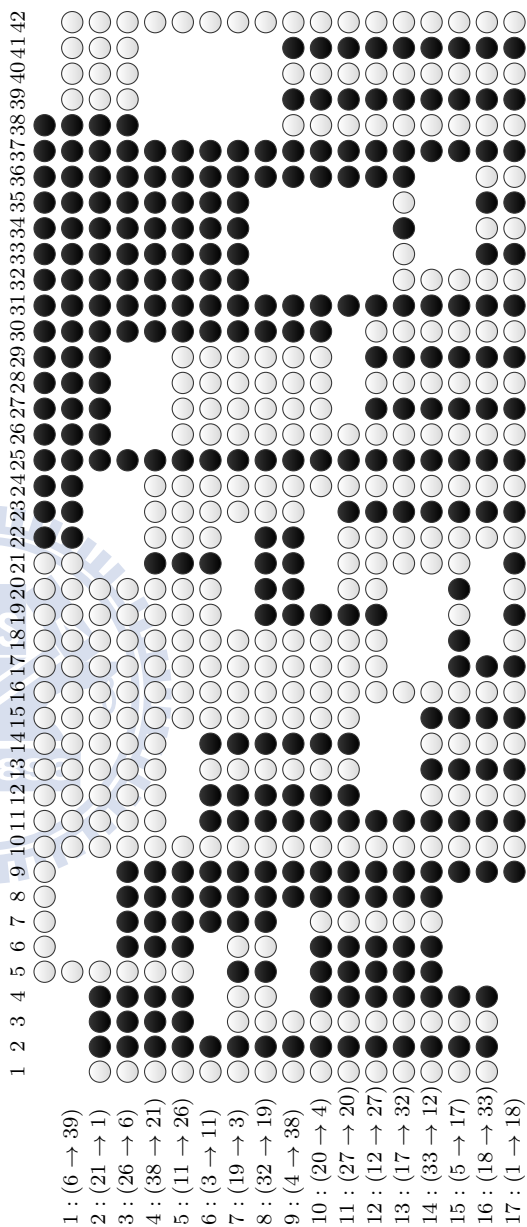 1 2 3 4 5 6 7 8 9 10 11 12 13 14 15 16 17 18 19 20 21 22 23 24 25 26 27 28 29 30 31 32 33 34 35 36 37 38 39 40 41 42
1 : (6 → 39)
2 : (21 → 1)
3 : (26 → 6)
4 : (38 → 21)
5 : (11 → 26)
6 : (3 → 11)
7 : (19 → 3)
8 : (32 → 19)
9 : (4 → 38)
10 : (20 → 4)
11 : (27 → 20)
12 : (12 → 27)
13 : (17 → 32)
14 : (33 → 12)
15 : (5 → 17)
16 : (18 → 33)
17 : (1 → 18)